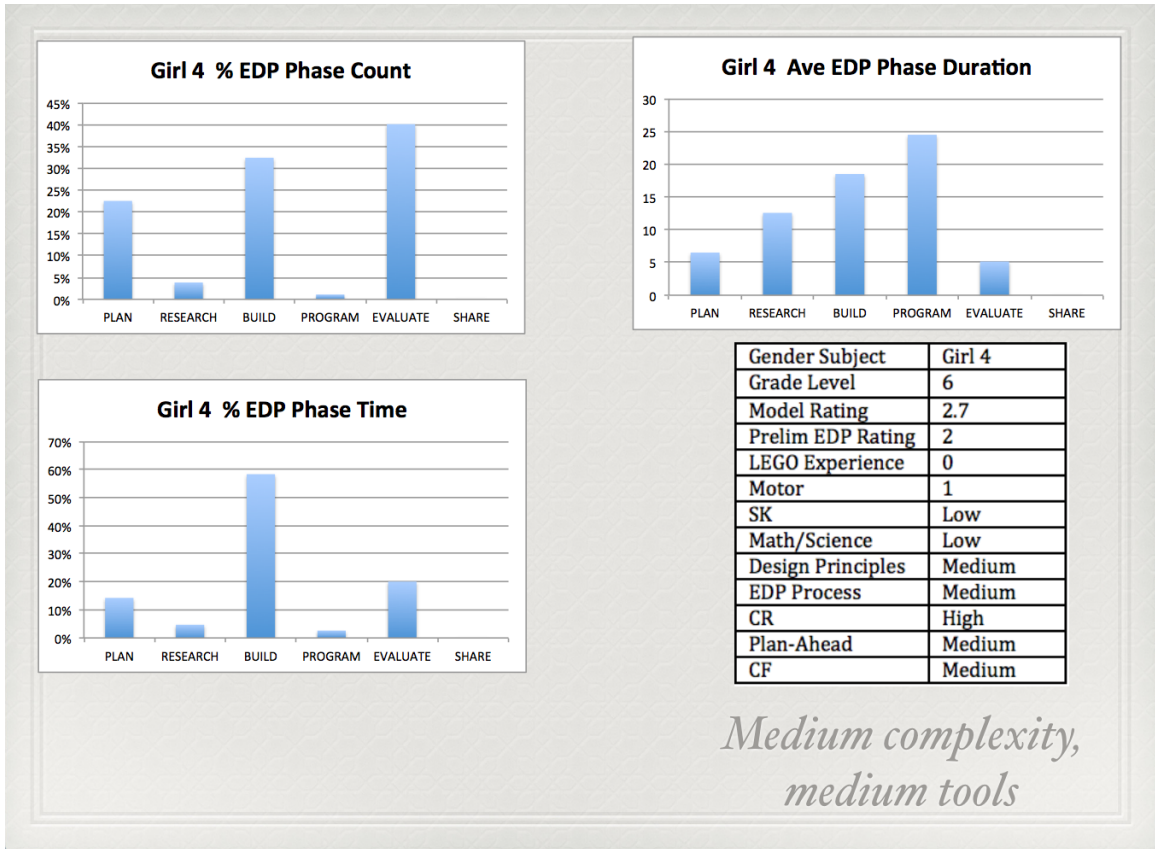 Girl 4 % EDP Phase Count
45%
40%
35%
30%
25%
20%
15%
10%
5%
0%
PLAN RESEARCH BUILD PROGRAM EVALUATE SHARE
Girl 4 Ave EDP Phase Duration
30
25
20
15
10
5
0
PLAN RESEARCH BUILD PROGRAM EVALUATE SHARE
Girl 4 % EDP Phase Time
70%
60%
50%
40%
30%
20%
10%
0%
PLAN RESEARCH BUILD PROGRAM EVALUATE SHARE
Gender Subject Girl 4
Grade Level 6
Model Rating 2.7
Prelim EDP Rating 2
LEGO Experience 0
Motor 1
SK Low
Math/Science Low
Design Principles Medium
EDP Process Medium
CR High
Plan-Ahead Medium
CF Medium
Medium complexity,
medium tools